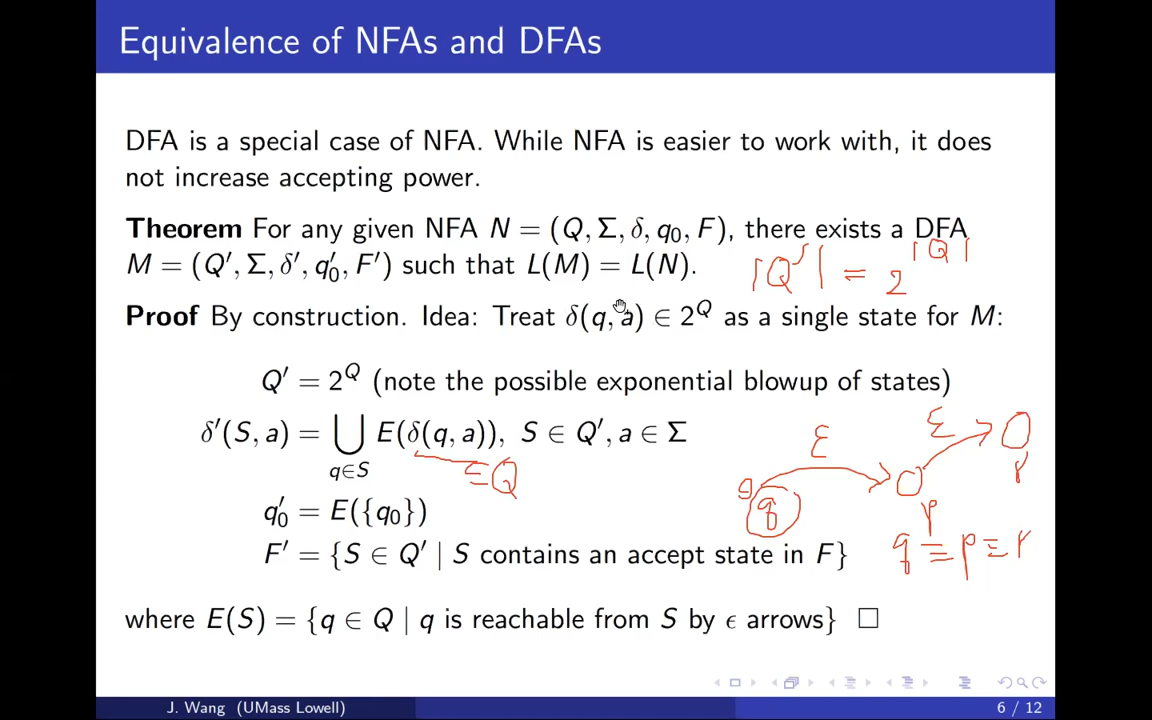 Equivalence of NFAs and DFAs
DFA is a special case of NFA. While NFA is easier to work with, it does
not increase accepting power.
Theorem For any given NFA N = (Q, Σ, δ, q₀, F), there exists a DFA
M = (Q′, Σ, δ′, q₀′, F′) such that L(M) = L(N).
|Q′| = 2^|Q|
Proof By construction. Idea: Treat δ(q, a) ∈ 2^Q as a single state for M:
Q′ = 2^Q (note the possible exponential blowup of states)
δ′(S, a) = ⋃_{q∈S} E(δ(q, a)), S ∈ Q′, a ∈ Σ
q₀′ = E({q₀})
F′ = {S ∈ Q′ | S contains an accept state in F}
where E(S) = {q ∈ Q | q is reachable from S by ϵ arrows} □
Q
ε
ε
q
p
r
q ≡ p ≡ r
J. Wang (UMass Lowell)
6 / 12